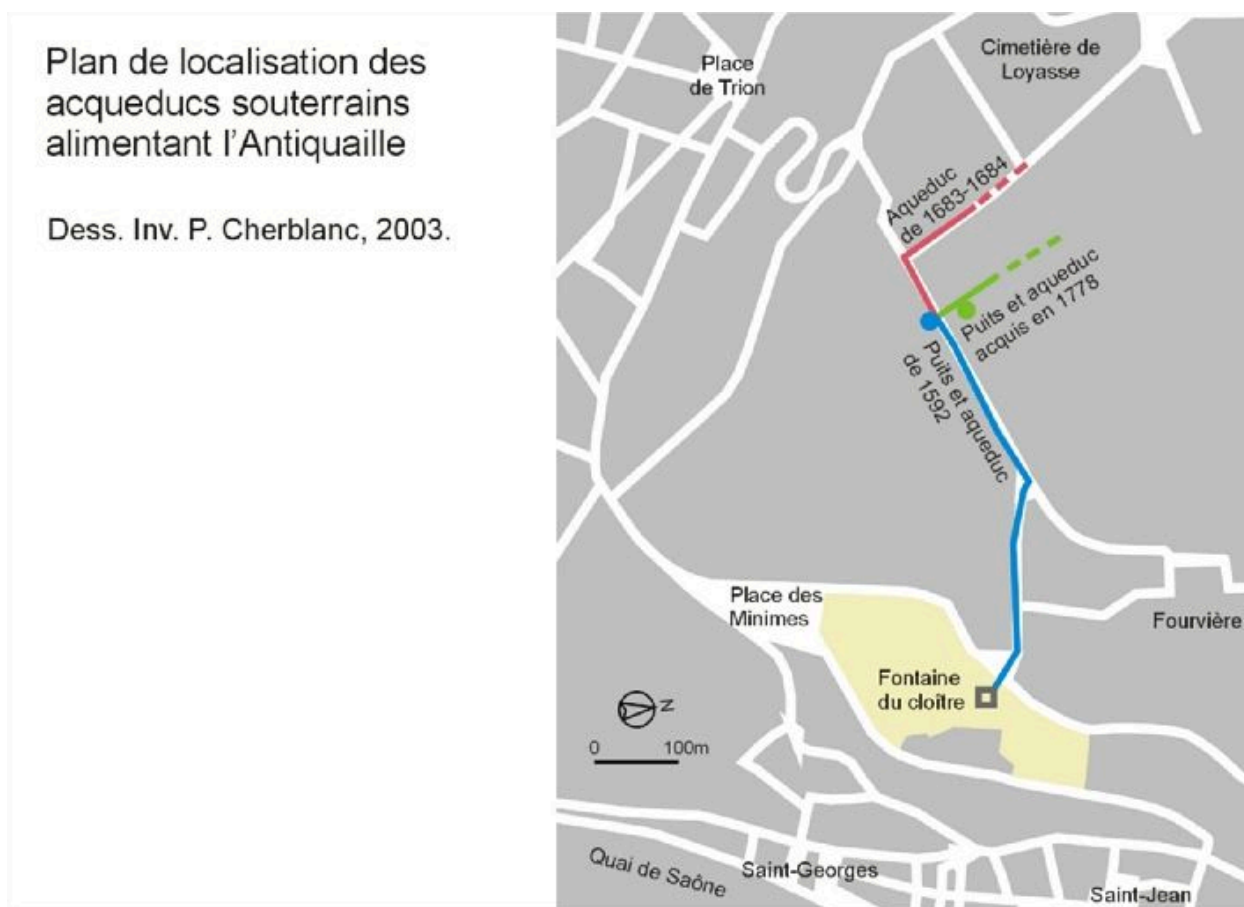 Plan de localisation des
acqueducs souterrains
alimentant l'Antiquaille
Dess. Inv. P. Cherblanc, 2003.
Place
de Trion
Cimetière de
Loyasse
Aqueduc
de 1683-1684
Puits et aqueduc
acquis en 1778
Puits et aqueduc
de 1592
Place des
Minimes
Fourvière
Fontaine
du cloître
N
0 100m
Quai de Saône
Saint-Georges
Saint-Jean